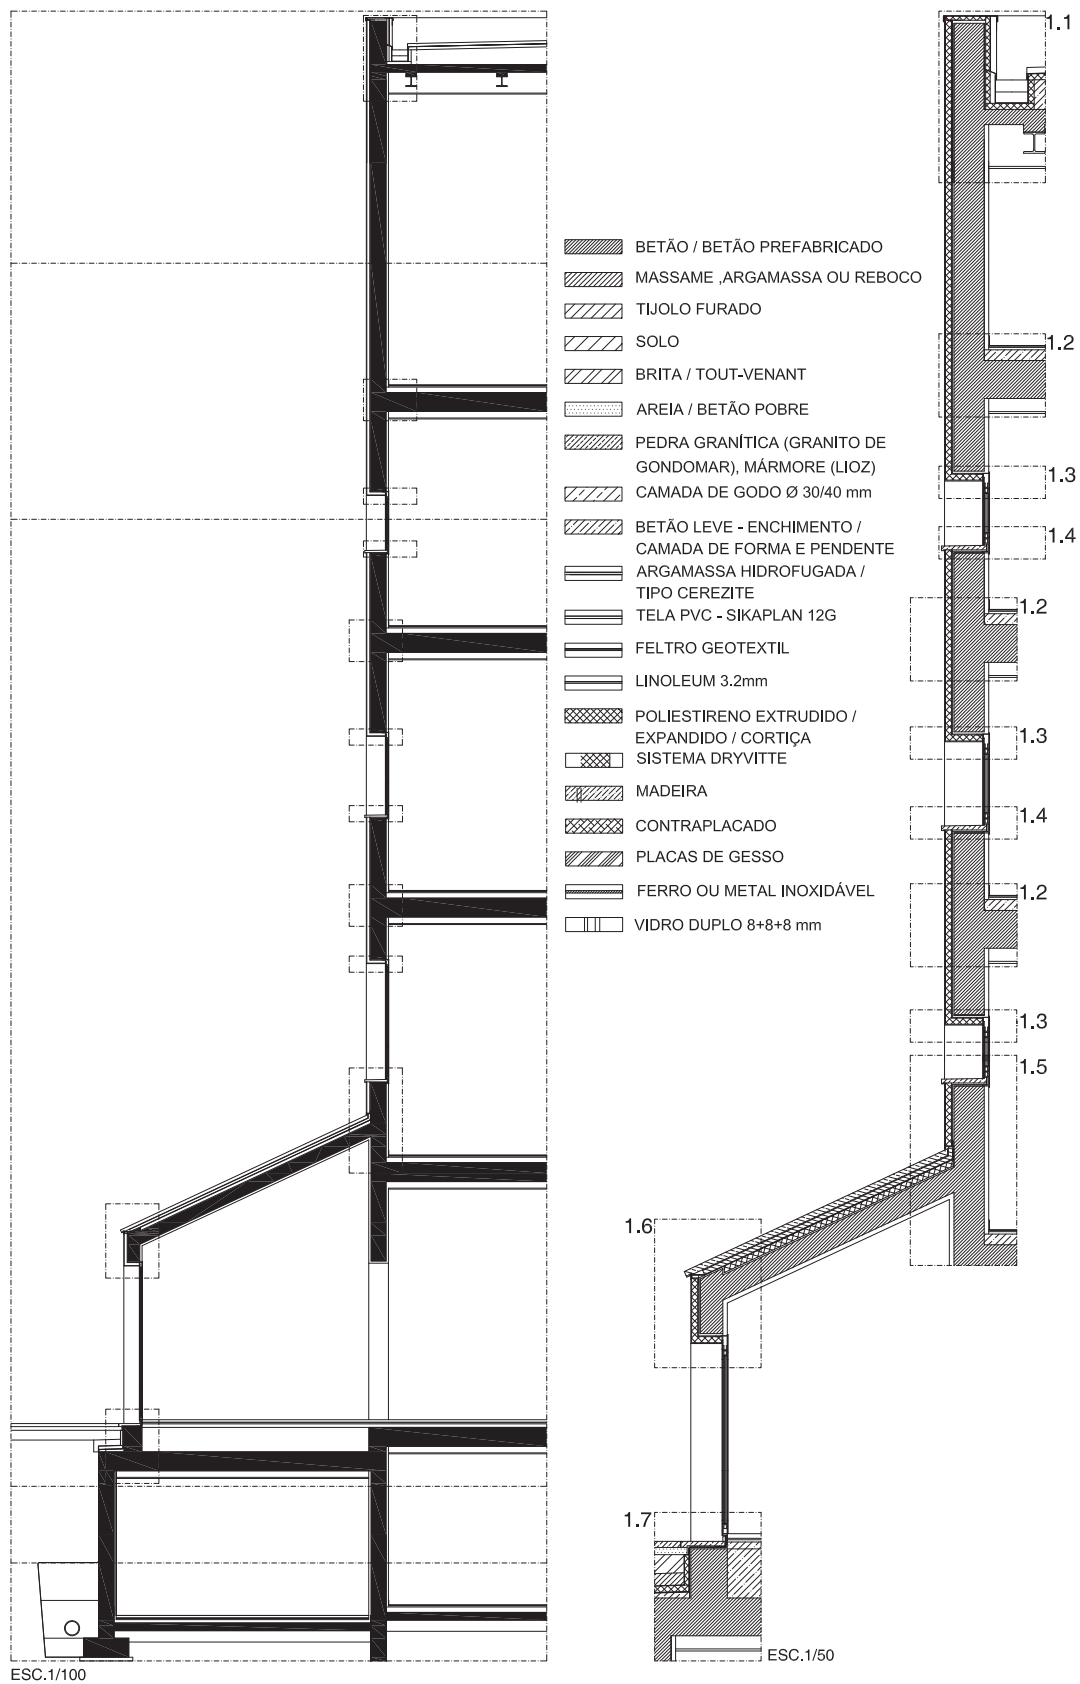 1.1
BETÃO / BETÃO PREFABRICADO
MASSAME ,ARGAMASSA OU REBOCO
TIJOLO FURADO
SOLO
BRITA / TOUT-VENANT
AREIA / BETÃO POBRE
PEDRA GRANÍTICA (GRANITO DE
GONDOMAR), MÁRMORE (LIOZ)
CAMADA DE GODO Ø 30/40 mm
BETÃO LEVE - ENCHIMENTO /
CAMADA DE FORMA E PENDENTE
ARGAMASSA HIDROFUGADA /
TIPO CEREZITE
TELA PVC - SIKAPLAN 12G
FELTRO GEOTEXTIL
LINOLEUM 3.2mm
POLIESTIRENO EXTRUDIDO /
EXPANDIDO / CORTIÇA
SISTEMA DRYVITTE
MADEIRA
CONTRAPLACADO
PLACAS DE GESSO
FERRO OU METAL INOXIDÁVEL
VIDRO DUPLO 8+8+8 mm
1.2
1.3
1.4
1.2
1.3
1.4
1.2
1.3
1.5
1.6
1.7
ESC.1/50
ESC.1/100